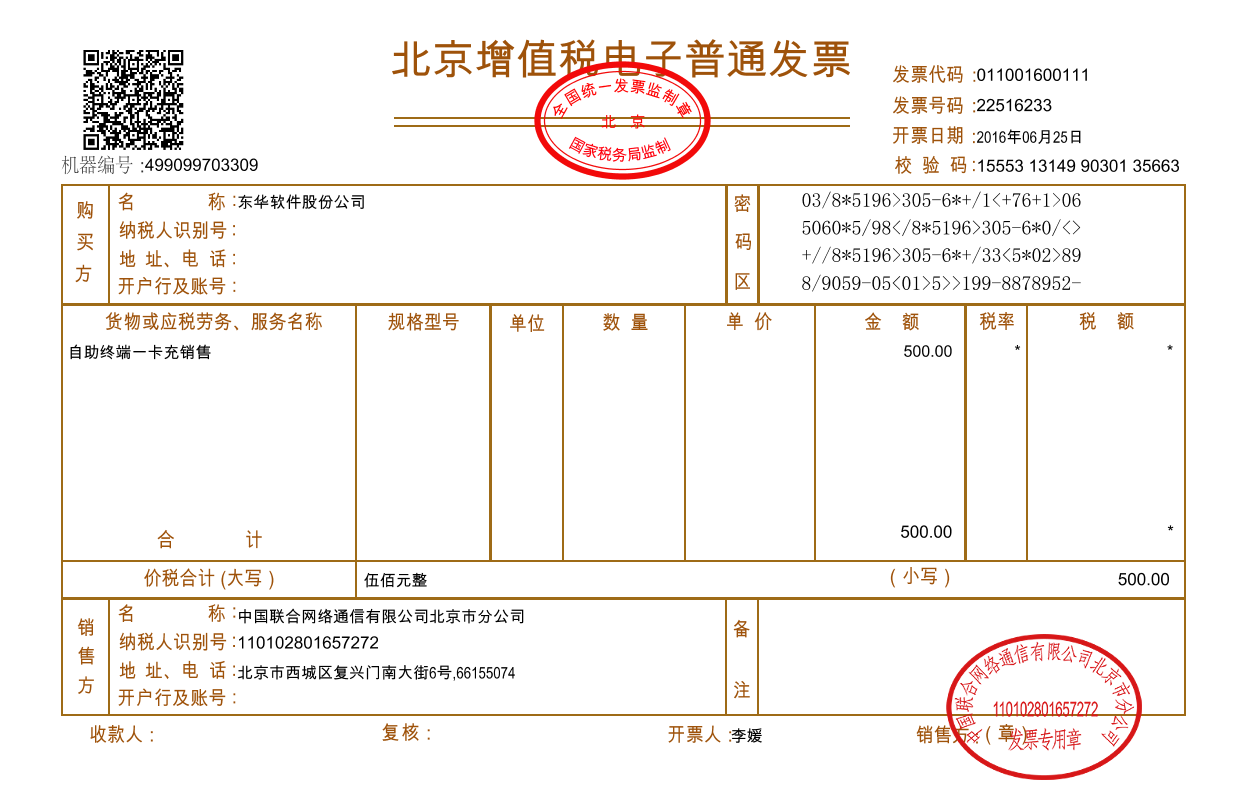 北京增值税电子普通发票
全国统一发票监制章
北 京
国家税务局监制
发票代码 :011001600111
发票号码 :22516233
开票日期 :2016年06月25日
校 验 码 :15553 13149 90301 35663
机器编号 :499099703309
购买方
名 称 :东华软件股份公司
纳税人识别号 :
地 址、电 话 :
开户行及账号 :
密码区
03/8*5196>305-6*+/1<+76+1>06
5060*5/98</8*5196>305-6*0/<>
+//8*5196>305-6*+/33<5*02>89
8/9059-05<01>5>>199-8878952-
货物或应税劳务、服务名称 规格型号 单位 数 量 单 价 金 额 税率 税 额
自助终端一卡充销售 500.00 * *
合 计 500.00 *
价税合计 (大写 ) 伍佰元整 ( 小写 ) 500.00
销售方
名 称 :中国联合网络通信有限公司北京市分公司
纳税人识别号 :110102801657272
地 址、电 话 :北京市西城区复兴门南大街6号,66155074
开户行及账号 :
备注
收款人 : 复核 : 开票人 :李媛 销售方 ( 章 )
中国联合网络通信有限公司北京市分公司
110102801657272
发票专用章